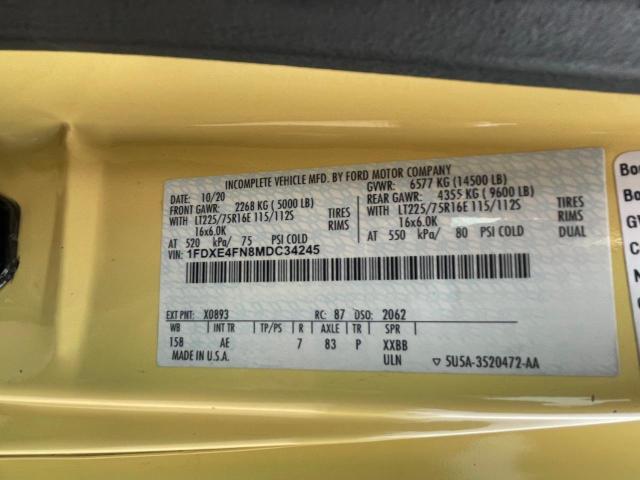 INCOMPLETE VEHICLE MFD. BY FORD MOTOR COMPANY
DATE: 10/20 GVWR: 6577 KG (14500 LB)
FRONT GAWR: 2268 KG ( 5000 LB) REAR GAWR: 4355 KG ( 9600 LB)
WITH LT225/75R16E 115/112S TIRES WITH LT225/75R16E 115/112S TIRES
16x6.0K RIMS 16x6.0K RIMS
AT 520 kPa/ 75 PSI COLD AT 550 kPa/ 80 PSI COLD DUAL
VIN: 1FDXE4FN8MDC34245
EXT PNT: X0893 RC: 87 DSO: 2062
WB INT TR TP/PS R AXLE TR SPR
158 AE 7 83 P XXBB
MADE IN U.S.A. ULN ▽ 5U5A-3520472-AA